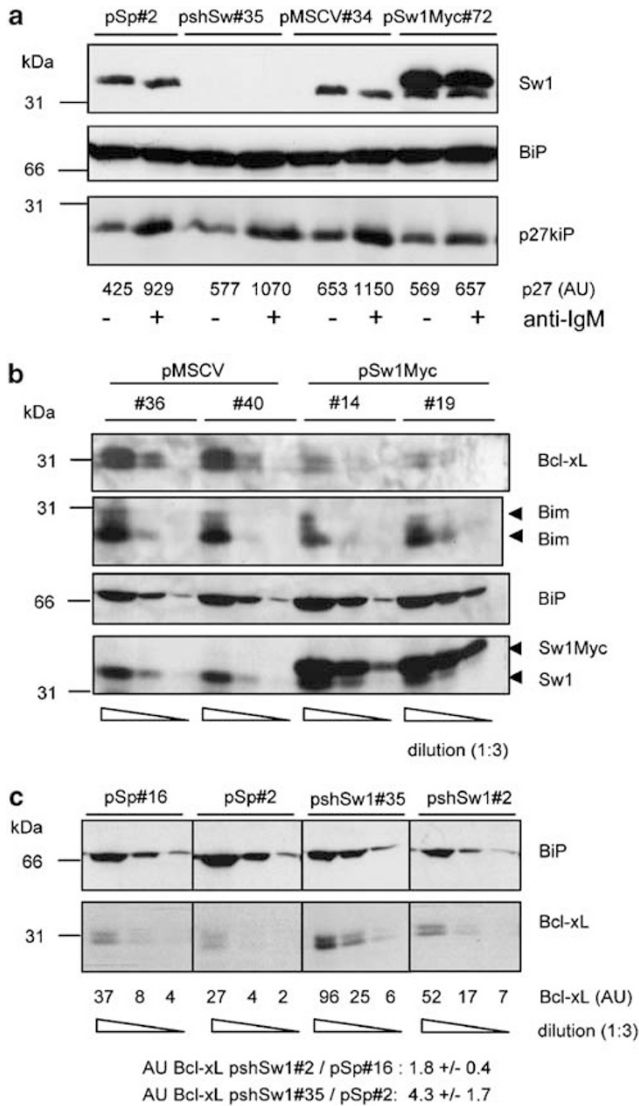 a
pSp#2 pshSw#35 pMSCV#34 pSw1Myc#72
kDa
Sw1
31
BiP
66
31
p27kiP
425 929 577 1070 653 1150 569 657 p27 (AU)
- + - + - + - + anti-IgM
b
pMSCV pSw1Myc
kDa
#36 #40 #14 #19
31 Bcl-xL
31
Bim
Bim
66 BiP
Sw1Myc
Sw1
31
dilution (1:3)
c
pSp#16 pSp#2 pshSw1#35 pshSw1#2
kDa
BiP
66
Bcl-xL
31
37 8 4 27 4 2 96 25 6 52 17 7 Bcl-xL (AU)
dilution (1:3)
AU Bcl-xL pshSw1#2 / pSp#16 : 1.8 +/- 0.4
AU Bcl-xL pshSw1#35 / pSp#2: 4.3 +/- 1.7